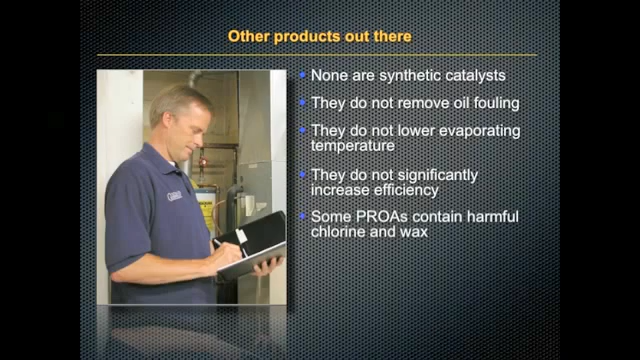 Other products out there
None are synthetic catalysts
They do not remove oil fouling
They do not lower evaporating
temperature
They do not significantly
increase efficiency
Some PROAs contain harmful
chlorine and wax